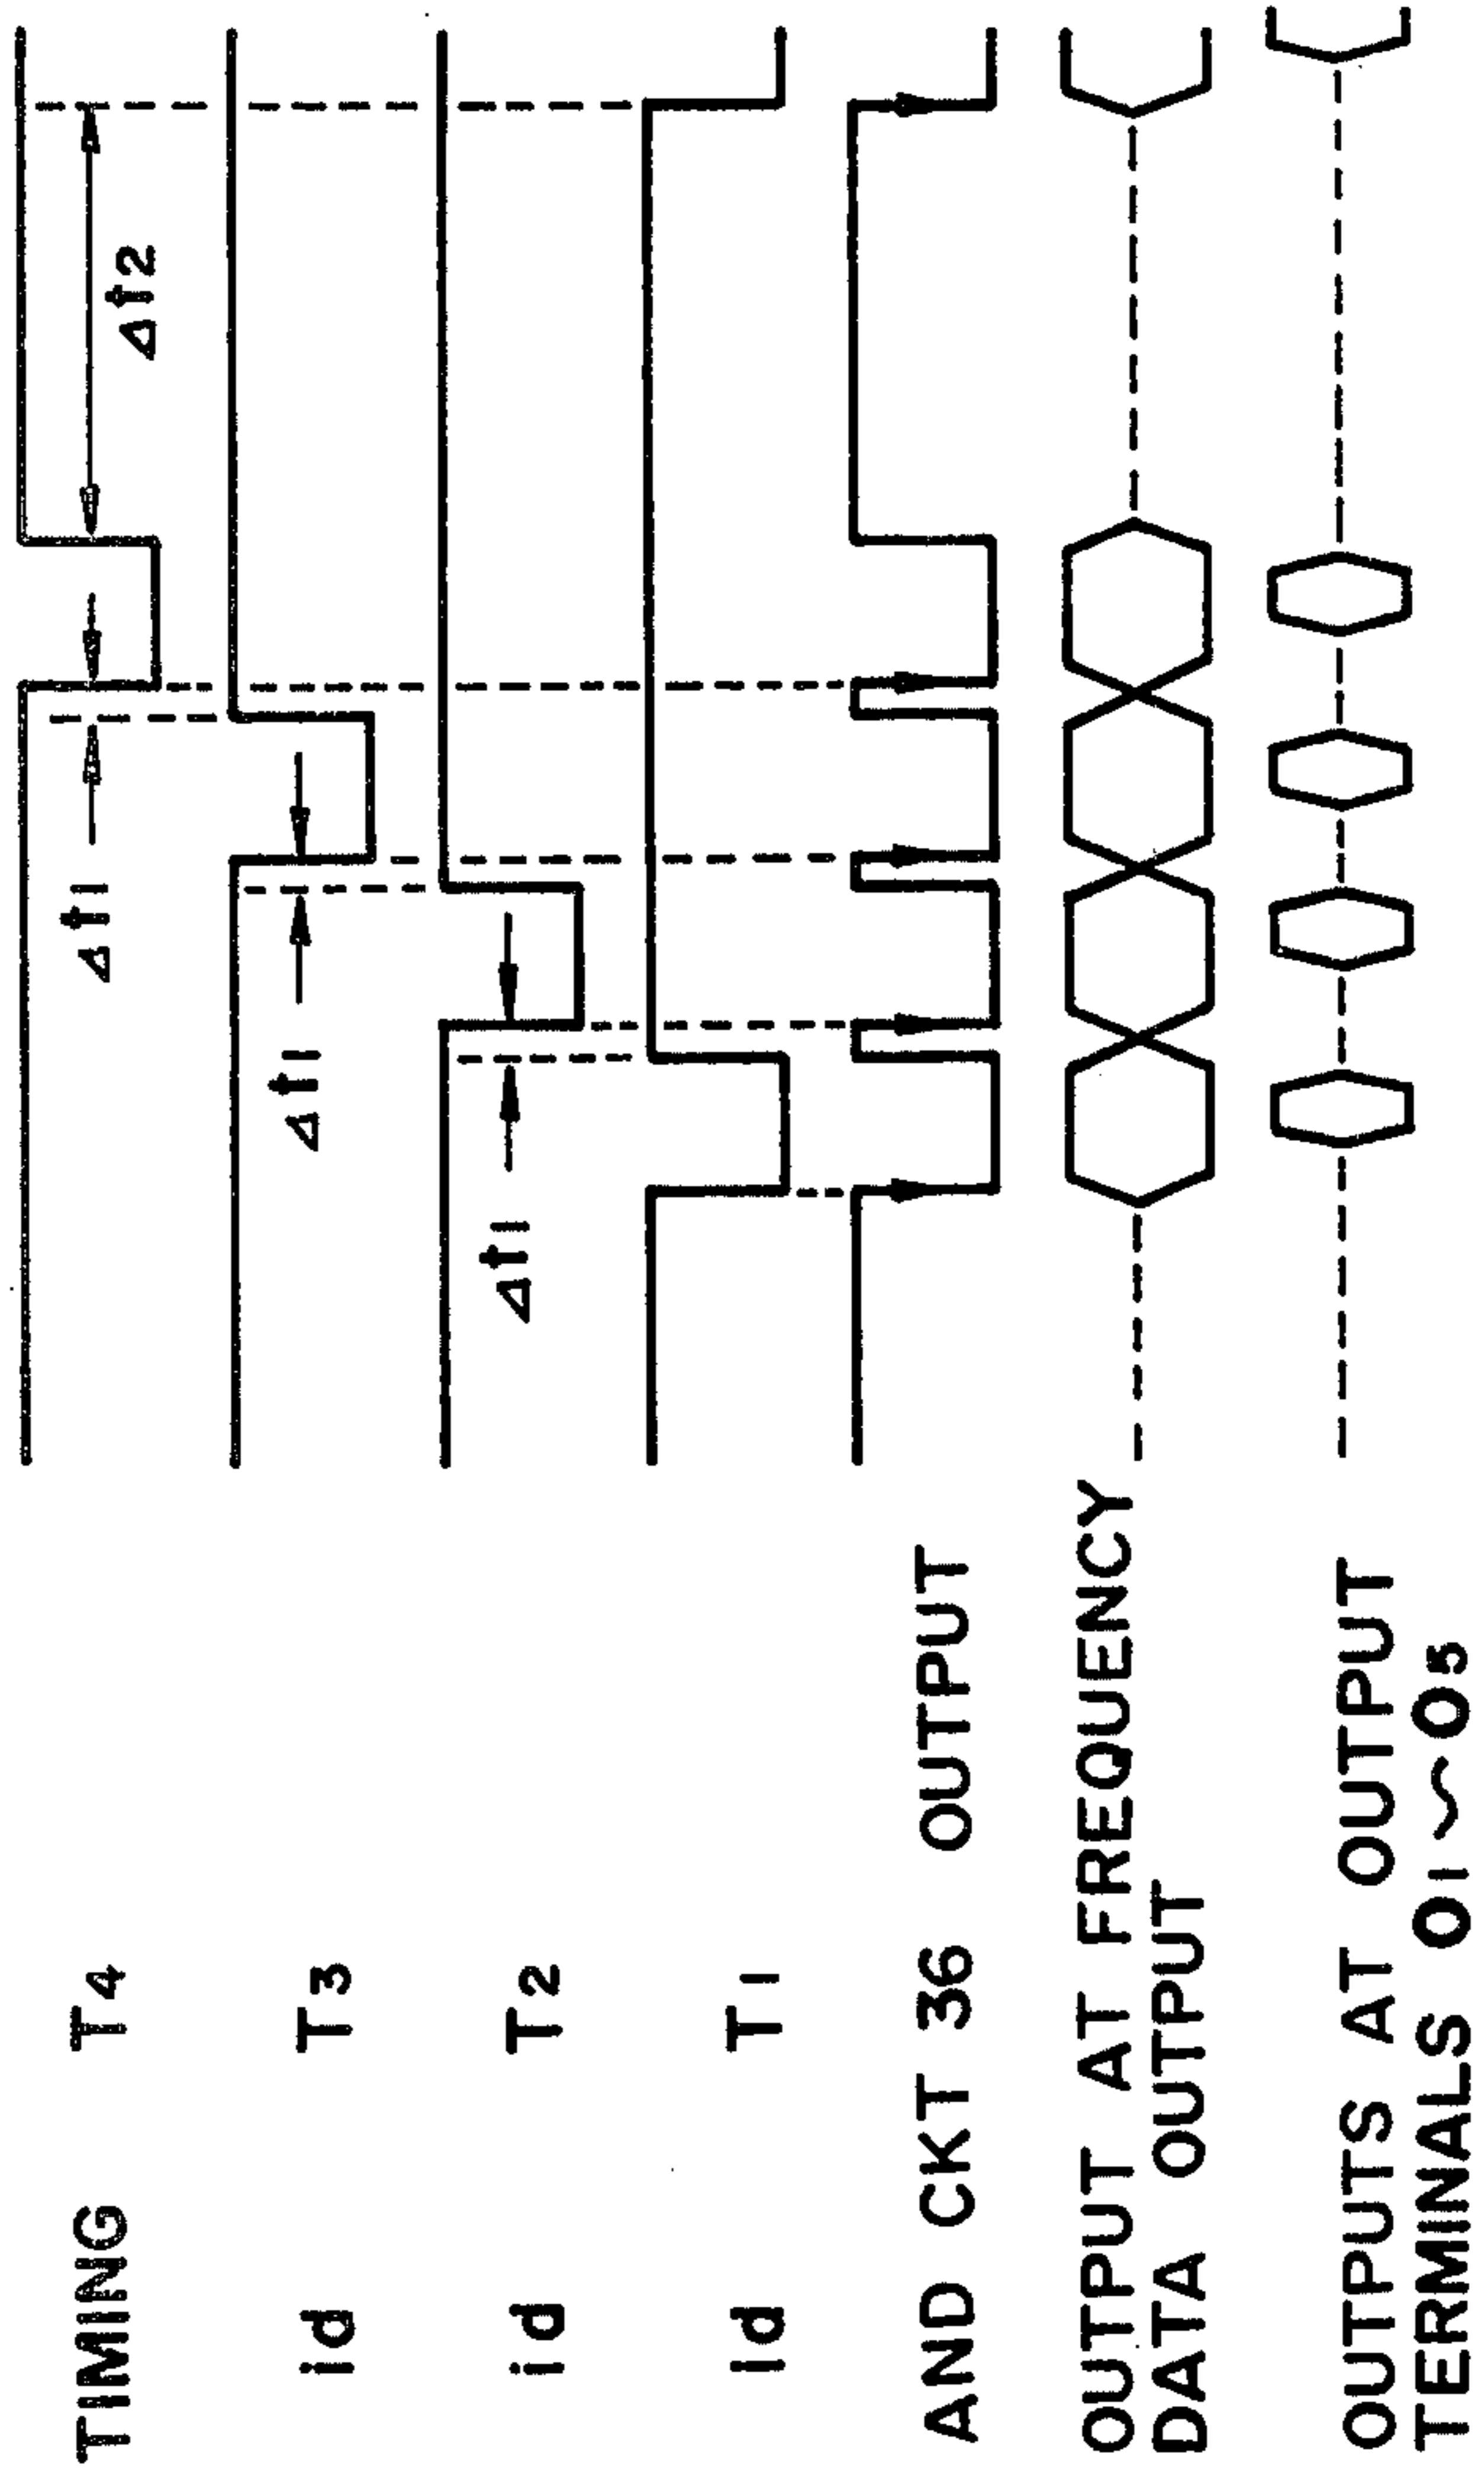 TIMING T4
Δt1
Δt2
id T3
Δt1
id T2
Δt1
id T1
AND CKT 36 OUTPUT
OUTPUT AT FREQUENCY
DATA OUTPUT
OUTPUTS AT OUTPUT
TERMINALS O1~O5